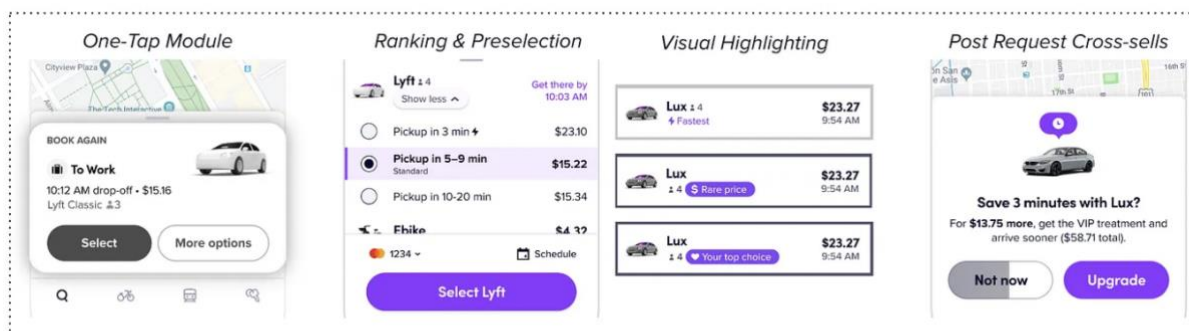 One-Tap Module
Cityview Plaza
The Tech Interactive
BOOK AGAIN
To Work
10:12 AM drop-off • $15.16
Lyft Classic 3
Select
More options
Ranking & Preselection
Lyft 4
Get there by
10:03 AM
Show less
Pickup in 3 min $23.10
Pickup in 5–9 min $15.22
Standard
Pickup in 10-20 min $15.34
Ebike $4.32
1234
Schedule
Select Lyft
Visual Highlighting
Lux 4 $23.27
Fastest 9:54 AM
Lux $23.27
4 $ Rare price 9:54 AM
Lux $23.27
4 Your top choice 9:54 AM
Post Request Cross-sells
16th St
17th St
Save 3 minutes with Lux?
For $13.75 more, get the VIP treatment and
arrive sooner ($58.71 total).
Not now
Upgrade